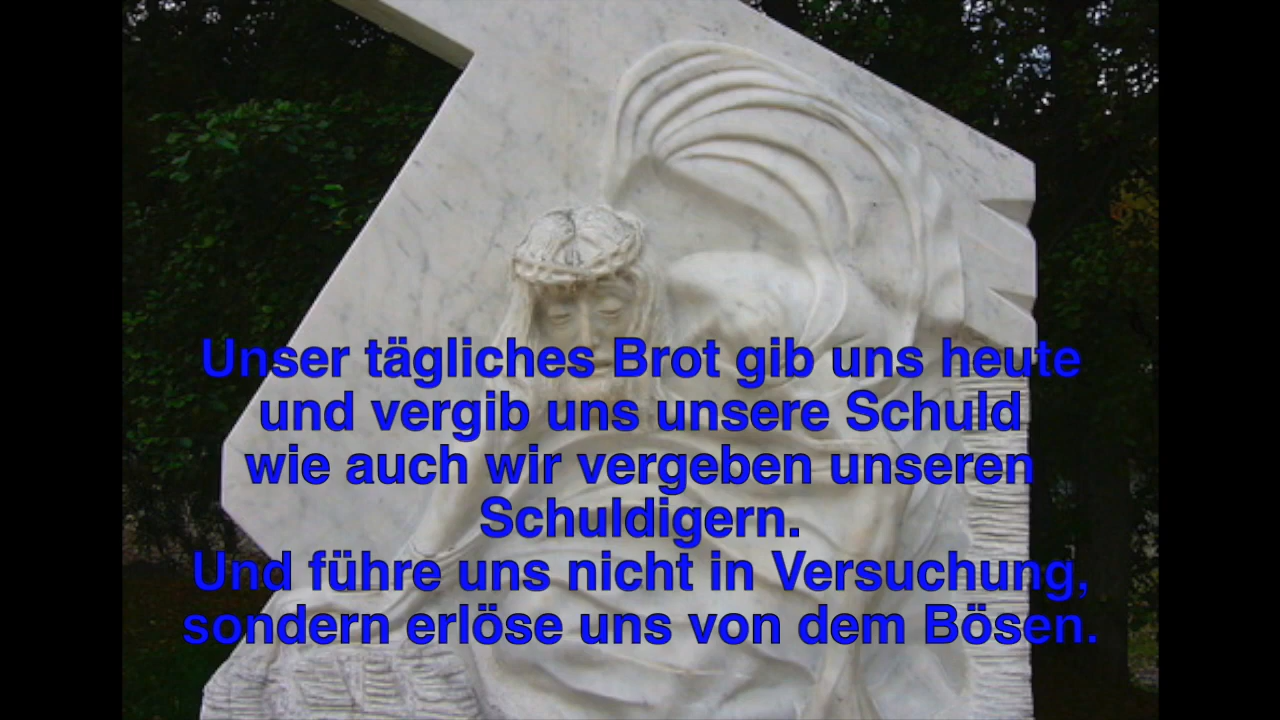 Unser tägliches Brot gib uns heute
und vergib uns unsere Schuld
wie auch wir vergeben unseren
Schuldigern.
Und führe uns nicht in Versuchung,
sondern erlöse uns von dem Bösen.